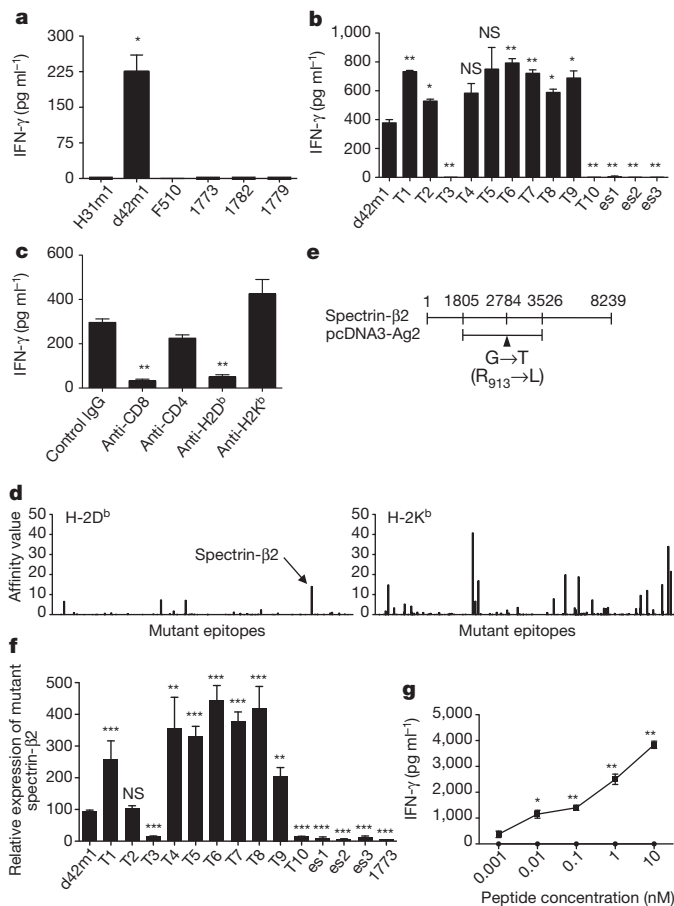 a
IFN-γ (pg ml⁻¹)
300
225
150
75
0
*
H31m1
d42m1
F510
1773
1782
1779
b
IFN-γ (pg ml⁻¹)
1,000
800
600
400
200
0
**
*
**
NS
NS
**
**
*
*
**
**
**
**
d42m1
T1
T2
T3
T4
T5
T6
T7
T8
T9
T10
es1
es2
es3
c
IFN-γ (pg ml⁻¹)
600
400
200
0
**
**
Control IgG
Anti-CD8
Anti-CD4
Anti-H2Dᵇ
Anti-H2Kᵇ
e
1 1805 2784 3526 8239
Spectrin-β2
pcDNA3-Ag2
G→T
(R₉₁₃→L)
d
Affinity value
50
40
30
20
10
0
H-2Dᵇ
Spectrin-β2
Mutant epitopes
50
40
30
20
10
0
H-2Kᵇ
Mutant epitopes
f
Relative expression of mutant
spectrin-β2
500
400
300
200
100
0
***
NS
***
**
***
***
***
***
**
***
***
***
***
***
d42m1
T1
T2
T3
T4
T5
T6
T7
T8
T9
T10
es1
es2
es3
1773
g
IFN-γ (pg ml⁻¹)
5,000
4,000
3,000
2,000
1,000
0
*
**
**
**
0.001
0.01
0.1
1
10
Peptide concentration (nM)